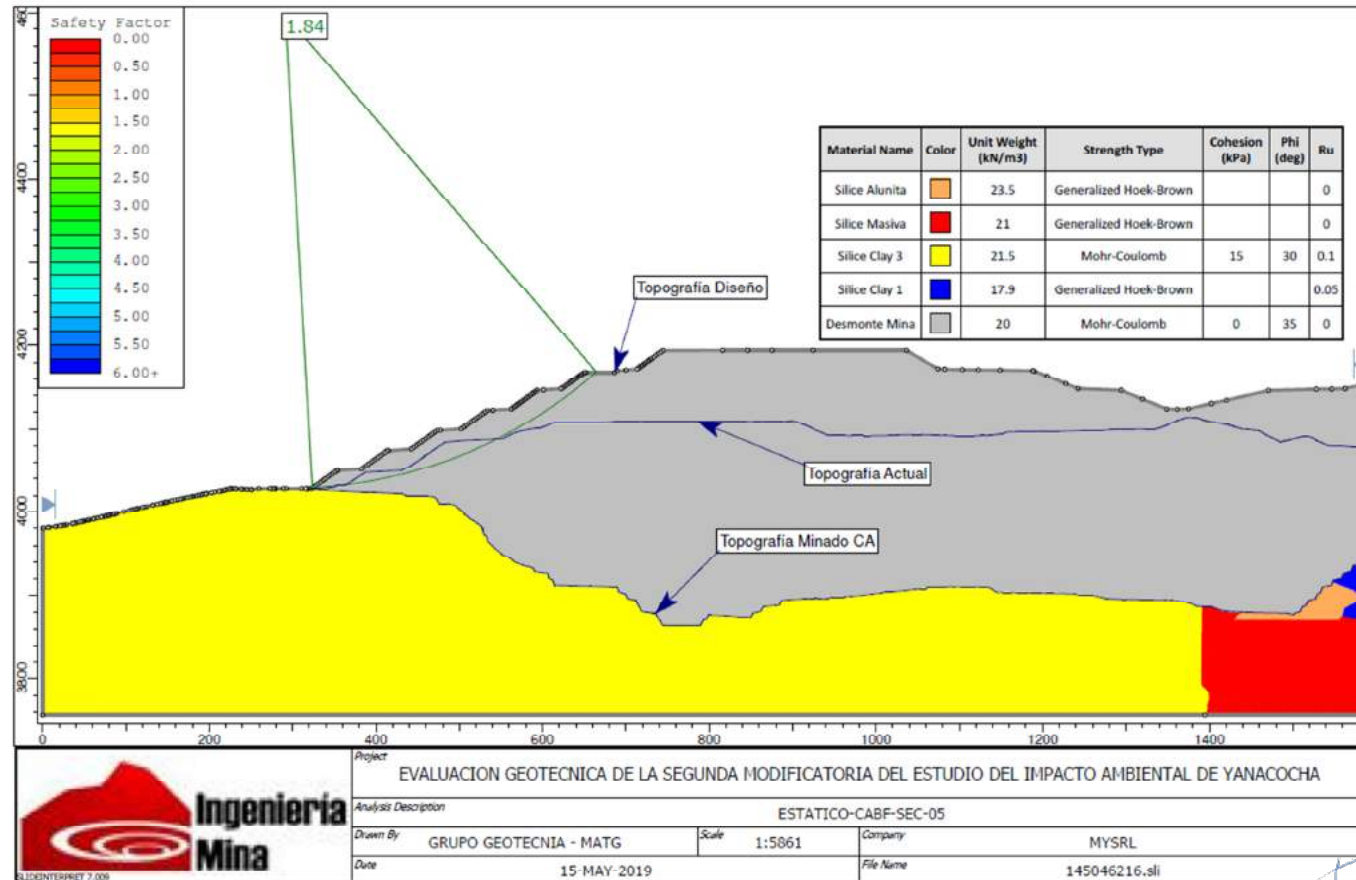 Safety Factor
0.00
0.50
1.00
1.50
2.00
2.50
3.00
3.50
4.00
4.50
5.00
5.50
6.00+
1.84
Material Name Color Unit Weight (kN/m3) Strength Type Cohesion (kPa) Phi (deg) Ru
Silice Alunita 23.5 Generalized Hoek-Brown 0
Silice Masiva 21 Generalized Hoek-Brown 0
Silice Clay 3 21.5 Mohr-Coulomb 15 30 0.1
Silice Clay 1 17.9 Generalized Hoek-Brown 0.05
Desmonte Mina 20 Mohr-Coulomb 0 35 0
Topografía Diseño
Topografía Actual
Topografía Minado CA
4400
4200
4000
3800
0 200 400 600 800 1000 1200 1400
Ingeniería
Mina
SLIDEINTERPRET 7.009
Project
EVALUACION GEOTECNICA DE LA SEGUNDA MODIFICATORIA DEL ESTUDIO DEL IMPACTO AMBIENTAL DE YANACOCHA
Analysis Description
ESTATICO-CABF-SEC-05
Drawn By GRUPO GEOTECNIA - MATG Scale 1:5861 Company MYSRL
Date 15-MAY-2019 File Name 145046216.sli